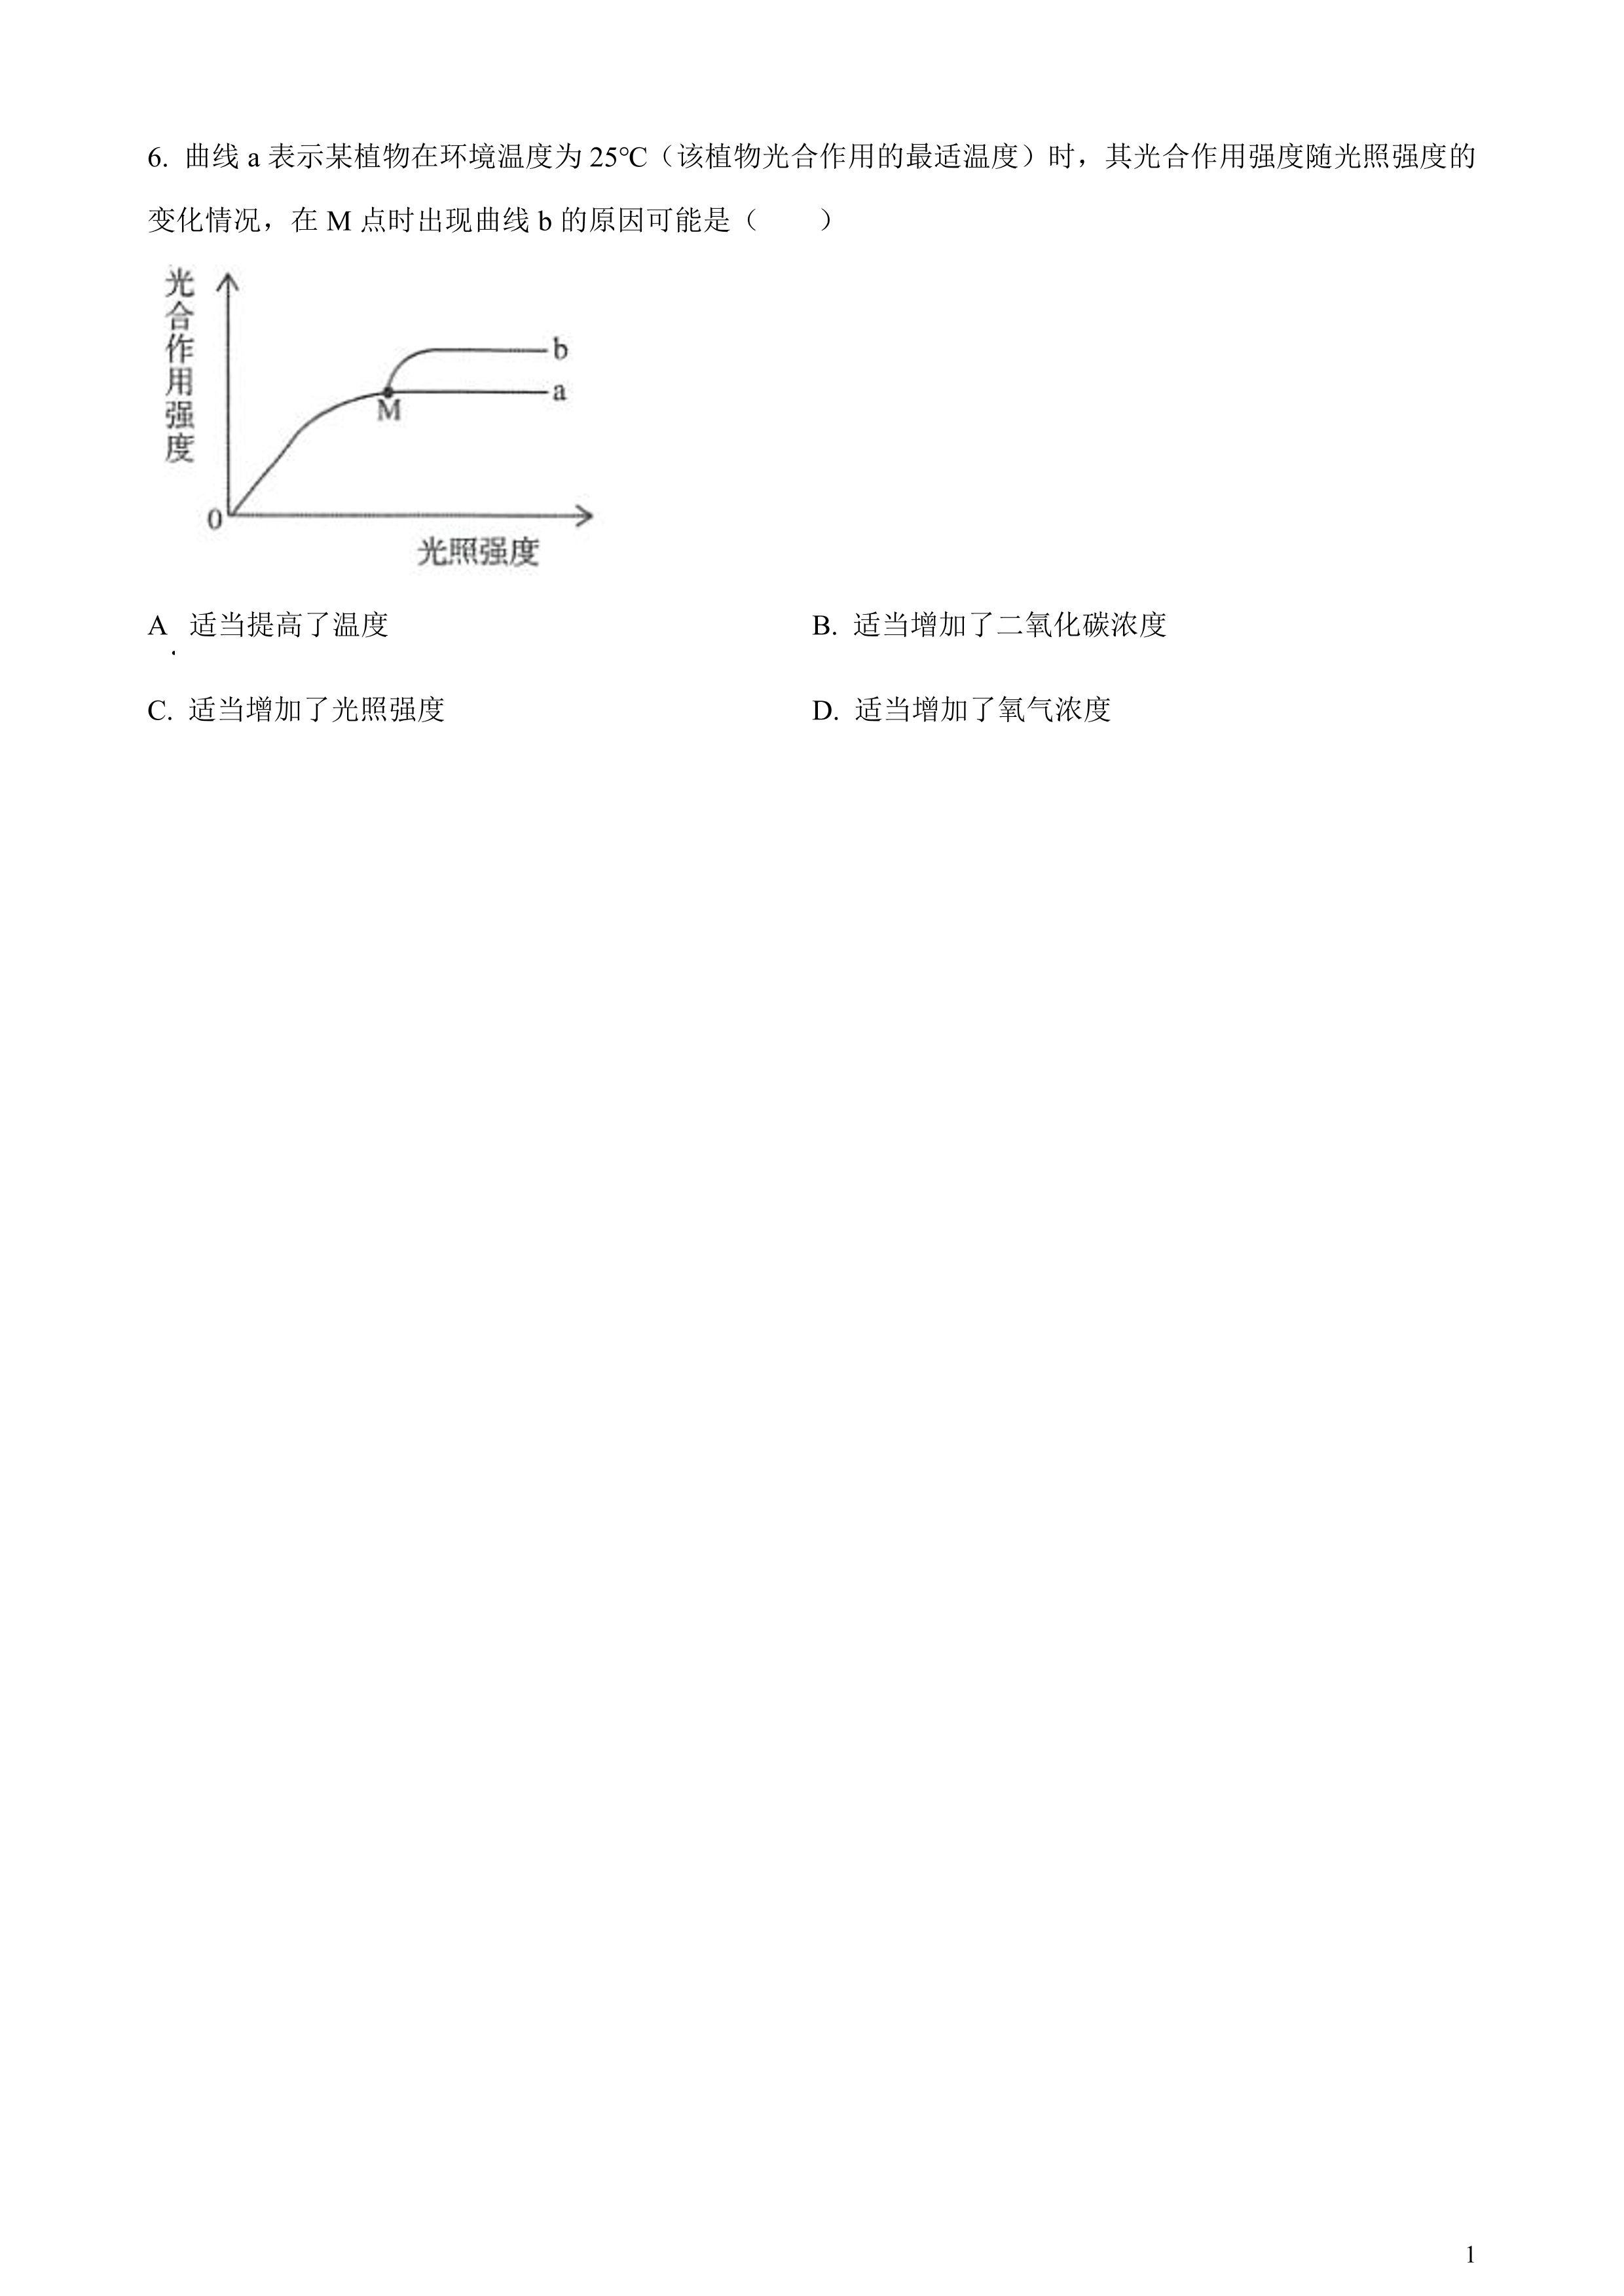 6. 曲线 a 表示某植物在环境温度为 25℃（该植物光合作用的最适温度）时，其光合作用强度随光照强度的
变化情况，在 M 点时出现曲线 b 的原因可能是（　　）
光合作用强度
b
a
M
0
光照强度
A. 适当提高了温度 B. 适当增加了二氧化碳浓度
C. 适当增加了光照强度 D. 适当增加了氧气浓度
1